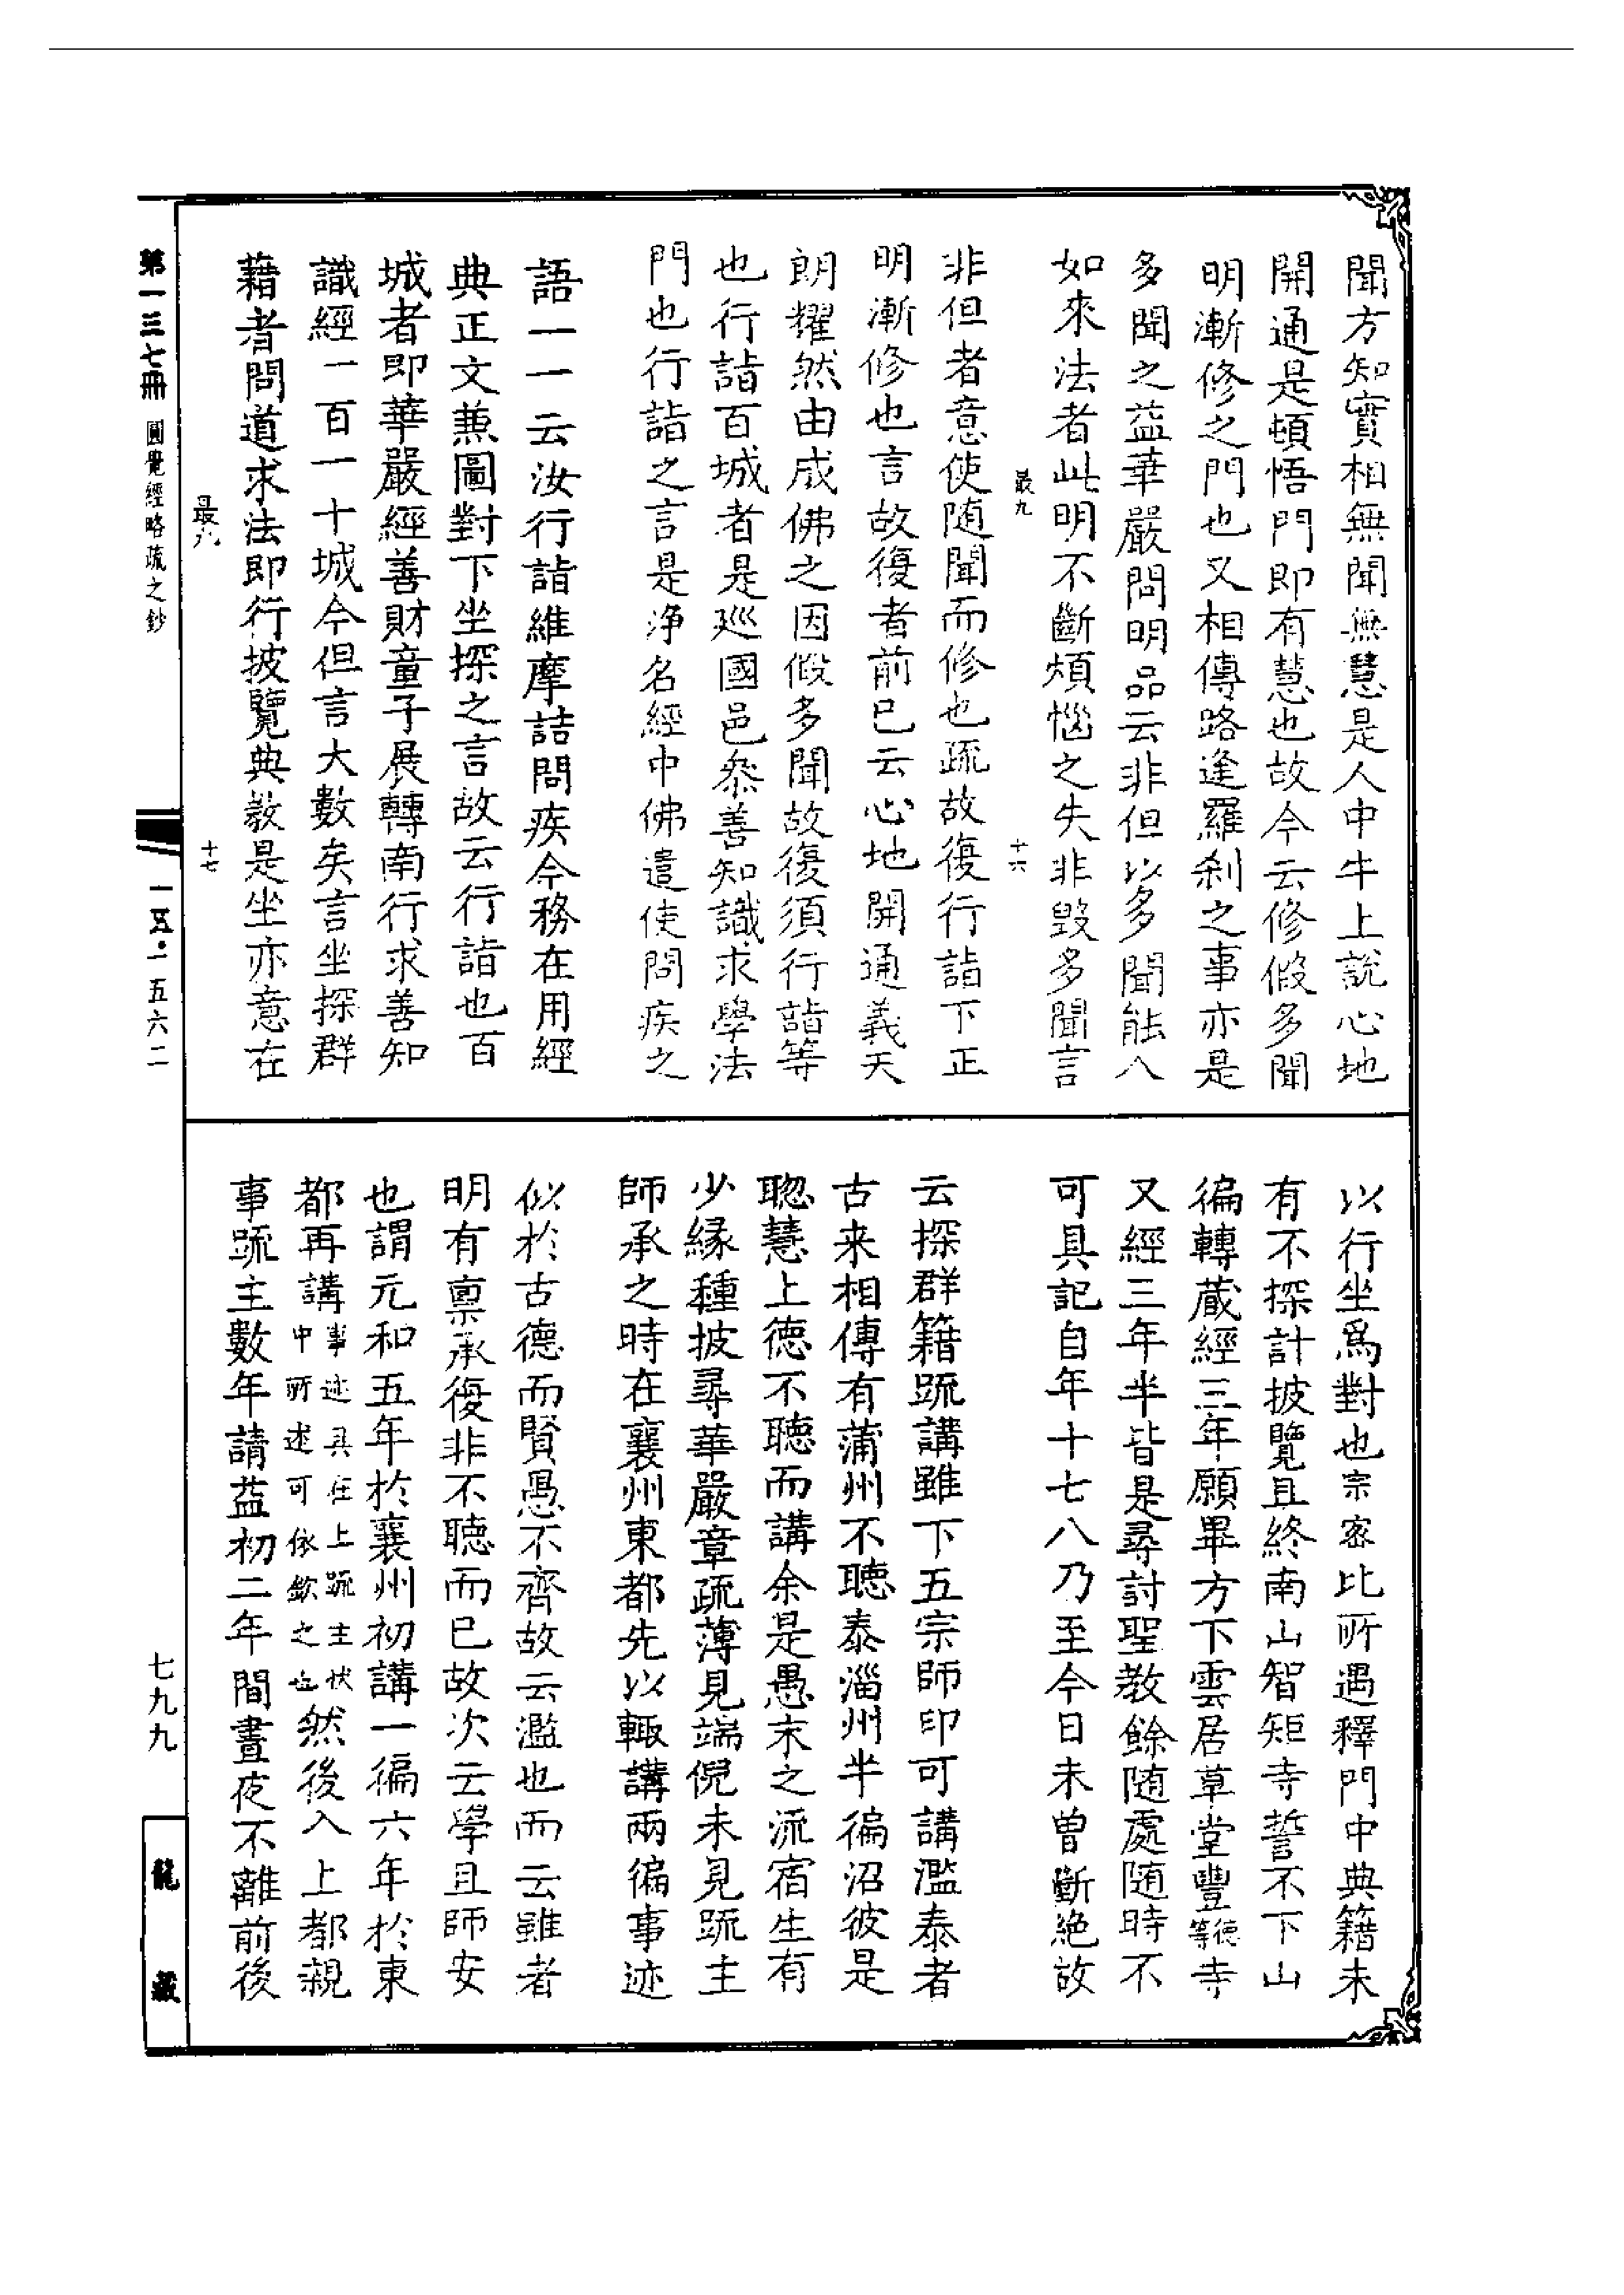 聞方知實相無聞無慧是人中牛上說心地
開通是頓悟門即有慧也故今云修假多聞
明漸修之門也又相傳路逢羅剎之事亦是
多聞之益華嚴問明品云非但以多聞能入
如來法者此明不斷煩惱之失非毀多聞言
最九
十六
非但者意使随聞而修也疏故復行詣下正
明漸修也言故復者前已云心地開通義天
朗耀然由成佛之因假多聞故復須行詣等
也行詣百城者是巡國邑叅善知識求學法
門也行詣之言是淨名經中佛遣使問疾之
語一一云汝行詣維摩詰問疾今務在用經
典正文兼圖對下坐探之言故云行詣也百
城者即華嚴經善財童子展轉南行求善知
識經一百一十城今但言大數矣言坐探群
藉者問道求法即行披覽典教是坐亦意在
最九
十七
以行坐爲對也宗密比所遇釋門中典籍未
有不探計披覽且終南山智矩寺誓不下山
徧轉藏經三年願畢方下雲居草堂豐德等寺
又經三年半皆是尋討聖教餘随處随時不
可具記自年十七八乃至今日未曾斷絶故
云探群籍疏講雖下五宗師印可講濫泰者
古来相傳有蒲州不聽泰淄州半徧沼彼是
聰慧上德不聽而講余是愚末之流宿生有
少緣種披尋華嚴章疏薄見端倪未見疏主
師承之時在襄州東都先以輙講兩徧事迹
似於古德而賢愚不齊故云濫也而云雖者
明有禀承復非不聽而已故次云學且師安
也謂元和五年於襄州初講一徧六年於東
都再講事迹具在上疏主狀中所述可依叙之也然後入上都親
事疏主數年請益初二年間晝夜不離前後
第一三七冊 圓覺經略疏之鈔
一五·一五六二
七九九
龍藏